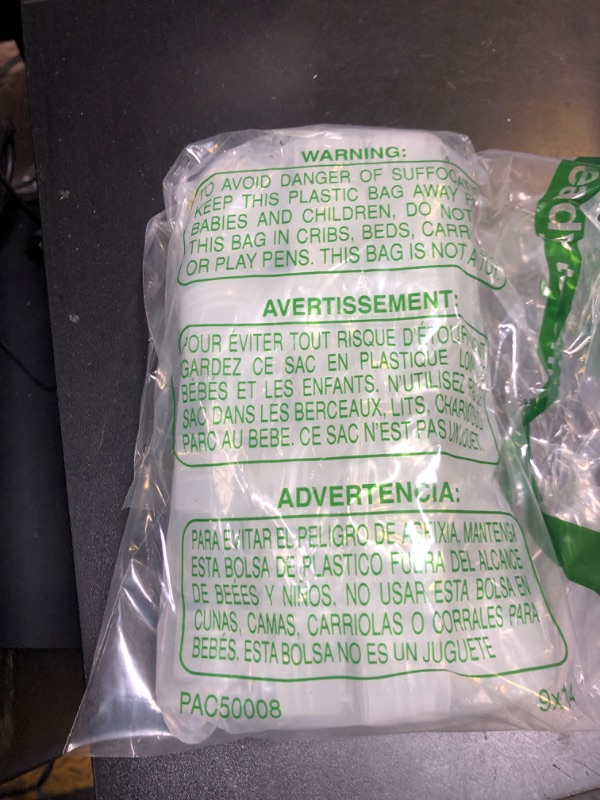 WARNING:
TO AVOID DANGER OF
KEEP THIS PLASTIC BAG AWAY
BABIES AND CHILDREN, DO NOT
THIS BAG IN CRIBS, BEDS,
OR PLAY PENS. THIS BAG IS NOT A TOY
AVERTISSEMENT:
POUR ÉVITER TOUT RISQUE
GARDEZ CE SAC EN PLASTIQUE
BÉBÉS ET LES ENFANTS, N'UTILISEZ
SAC DANS LES BERCEAUX, LITS,
PARC AU BEBE. CE SAC N'EST PAS
ADVERTENCIA:
PARA EVITAR EL PELIGRO DE ASFIXIA, MANTENGA
ESTA BOLSA DE PLASTICO FUERA DEL ALCANCE
DE BEEES Y NINOS. NO USAR ESTA BOLSA EN
CUNAS, CAMAS, CARRIOLAS O CORRALES PARA
BEBÉS. ESTA BOLSA NO ES UN JUGUETE
PAC50008
9x14